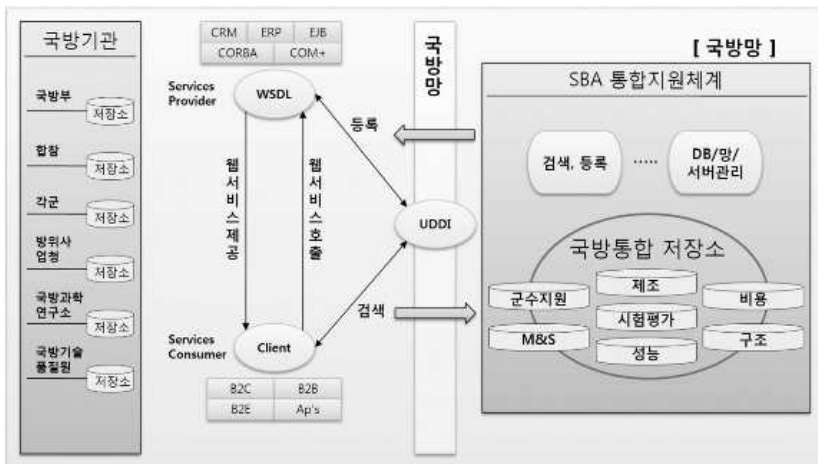 국방기관
국방부
저장소
합참
저장소
각군
저장소
방위사
업청
저장소
국방과학
연구소
저장소
국방기술
품질원
저장소
CRM ERP EJB
CORBA COM+
Services
Provider
WSDL
웹서비스제공
웹서비스호출
Services
Consumer
Client
B2C B2B
B2E Ap's
국방망
등록
UDDI
검색
[ 국방망 ]
SBA 통합지원체계
검색, 등록
.....
DB/망/
서버관리
국방통합 저장소
군수지원
제조
비용
시험평가
M&S
성능
구조